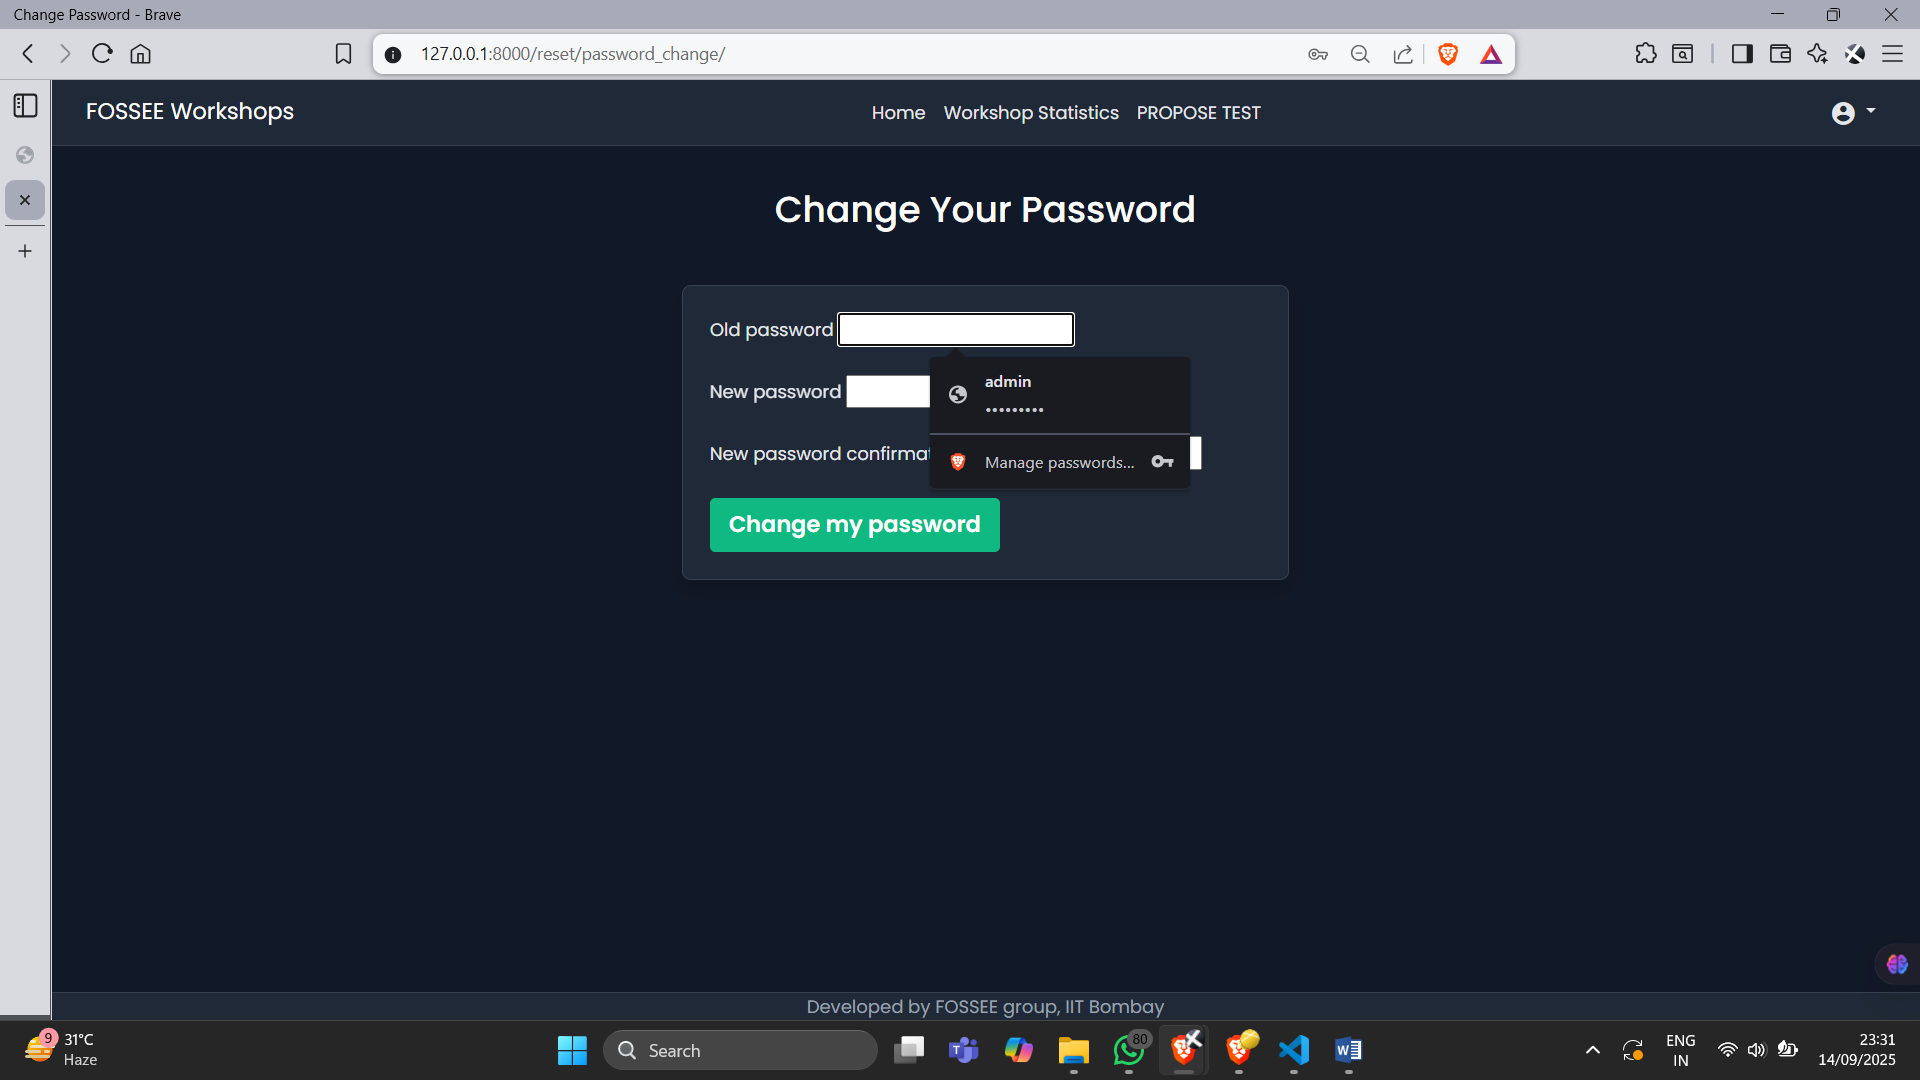 Change Password - Brave
127.0.0.1:8000/reset/password_change/
FOSSEE Workshops
Home
Workshop Statistics
PROPOSE TEST
Change Your Password
Old password
admin
•••••••••
New password
New password confirmat
Manage passwords...
Change my password
Developed by FOSSEE group, IIT Bombay
9
31°C
Haze
Search
80
ENG
IN
23:31
14/09/2025